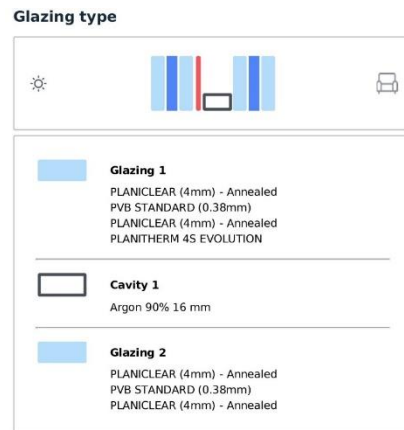 Glazing type
Glazing 1
PLANICLEAR (4mm) - Annealed
PVB STANDARD (0.38mm)
PLANICLEAR (4mm) - Annealed
PLANITHERM 4S EVOLUTION
Cavity 1
Argon 90% 16 mm
Glazing 2
PLANICLEAR (4mm) - Annealed
PVB STANDARD (0.38mm)
PLANICLEAR (4mm) - Annealed